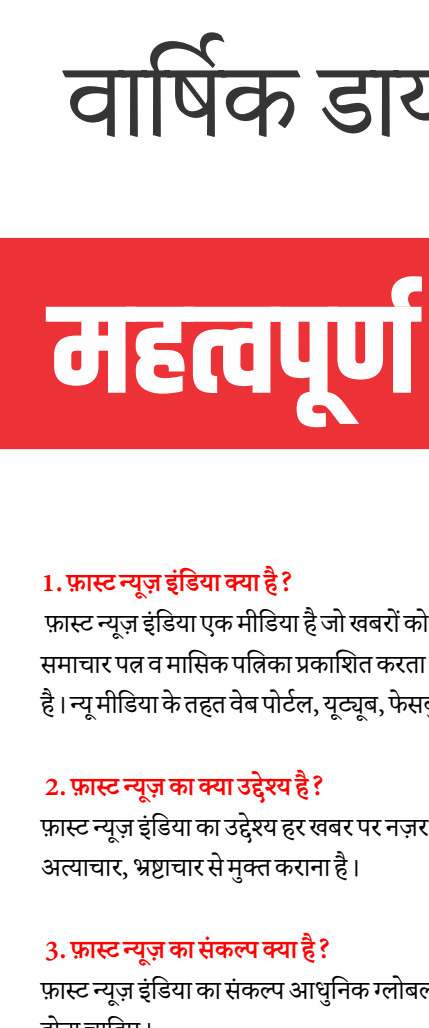 वार्षिक
महत्वपूर्ण
1. फ़ास्ट न्यूज़ इंडिया क्या है ?
फ़ास्ट न्यूज़ इंडिया एक मीडिया है जो खबरों को
समाचार पत्र व मासिक पत्रिका प्रकाशित करता
है । न्यू मीडिया के तहत वेब पोर्टल, यूट्यूब,
2. फ़ास्ट न्यूज़ का क्या उद्देश्य है ?
फ़ास्ट न्यूज़ इंडिया का उद्देश्य हर खबर पर नज़र
अत्याचार, भ्रष्टाचार से मुक्त कराना है ।
3. फ़ास्ट न्यूज़ का संकल्प क्या है ?
फ़ास्ट न्यूज़ इंडिया का संकल्प आधुनिक